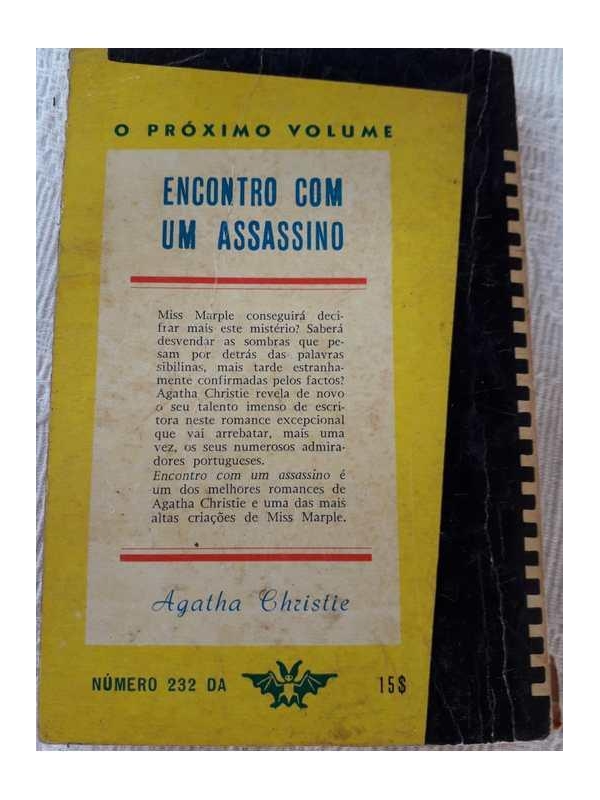 O PRÓXIMO VOLUME
ENCONTRO COM
UM ASSASSINO
Miss Marple conseguirá deci-
frar mais este mistério? Saberá
desvendar as sombras que pe-
sam por detrás das palavras
sibilinas, mais tarde estranha-
mente confirmadas pelos factos?
Agatha Christie revela de novo
o seu talento imenso de escri-
tora neste romance excepcional
que vai arrebatar, mais uma
vez, os seus numerosos admira-
dores portugueses.
Encontro com um assassino é
um dos melhores romances de
Agatha Christie e uma das mais
altas criações de Miss Marple.
Agatha Christie
NÚMERO 232 DA 15$